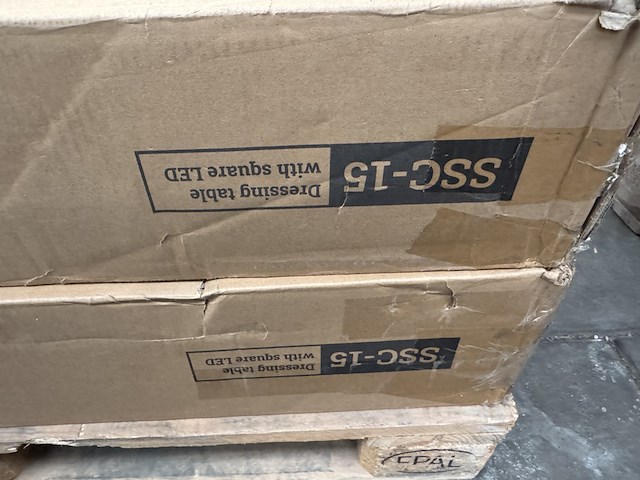 SSC-15
Dressing table
with square LED
SSC-15
Dressing table
with square LED
EPAL